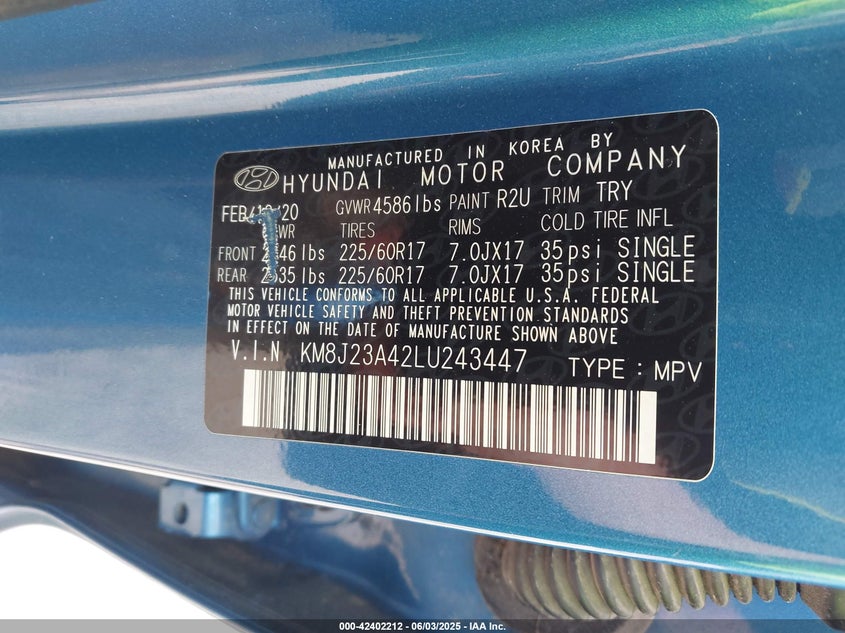 MANUFACTURED IN KOREA BY
HYUNDAI MOTOR COMPANY
GVWR 4586lbs PAINT R2U TRIM TRY
TIRES RIMS COLD TIRE INFL
FRONT 225/60R17 7.0JX17 35psi SINGLE
REAR 225/60R17 7.0JX17 35psi SINGLE
THIS VEHICLE CONFORMS TO ALL APPLICABLE U.S.A. FEDERAL
MOTOR VEHICLE SAFETY AND THEFT PREVENTION STANDARDS
IN EFFECT ON THE DATE OF MANUFACTURE SHOWN ABOVE
V.I.N KM8J23A42LU243447 TYPE : MPV
000-42402212 - 06/03/2025 - IAA Inc.